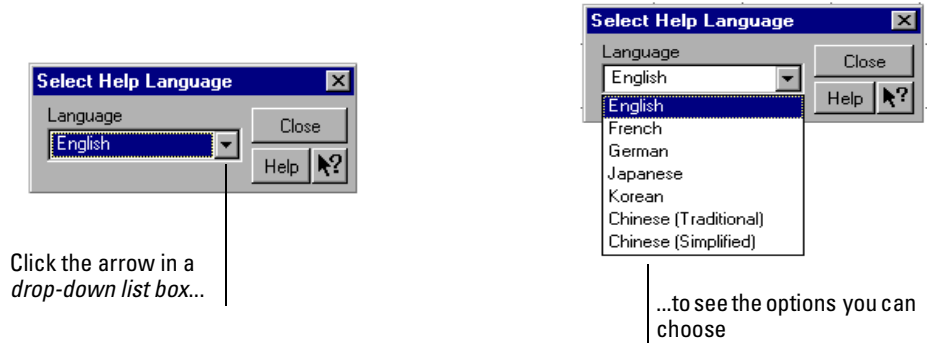 Select Help Language
Language
English
Close
Help
?
Click the arrow in a
drop-down list box...
Select Help Language
Language
English
Close
Help
?
English
French
German
Japanese
Korean
Chinese (Traditional)
Chinese (Simplified)
...to see the options you can
choose